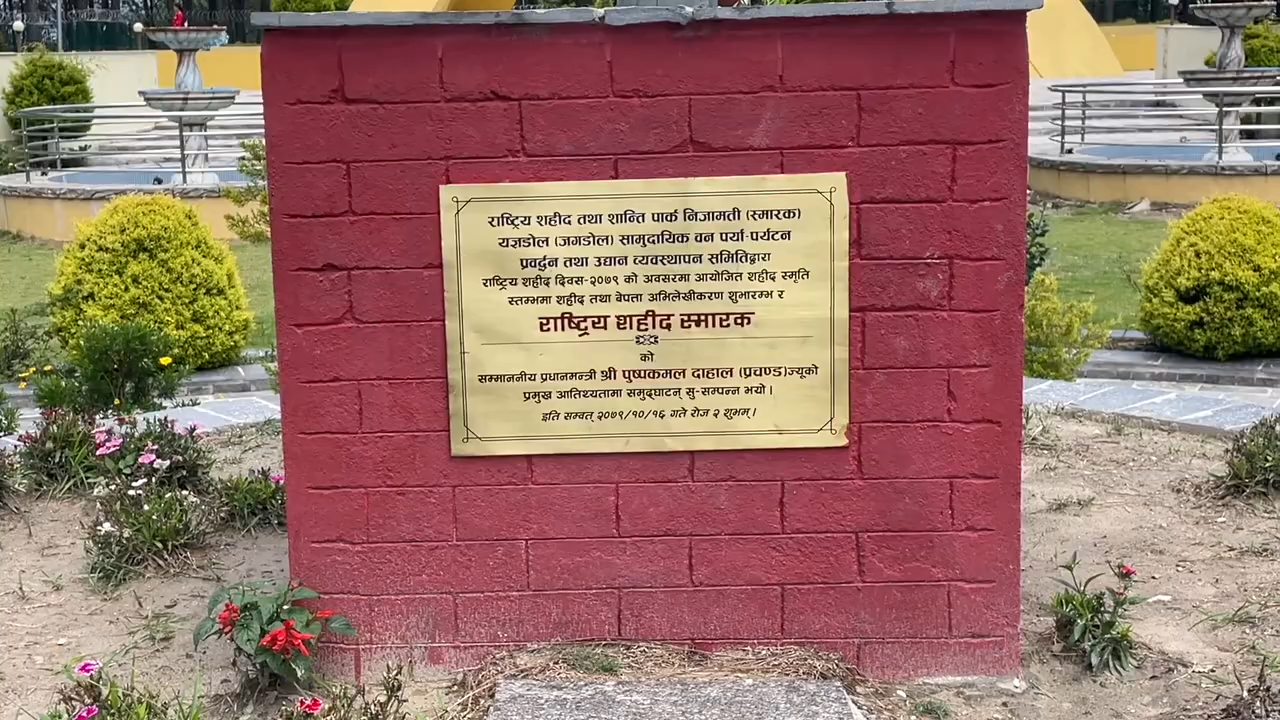 राष्ट्रिय शहीद तथा शान्ति पार्क निजामती (स्मारक)
यज्ञडोल (जगडोल) सामुदायिक वन पर्या-पर्यटन
प्रवर्द्धन तथा उद्यान व्यवस्थापन समितिद्वारा
राष्ट्रिय शहीद दिवस-२०७९ को अवसरमा आयोजित शहीद स्मृति
स्तम्भमा शहीद तथा बेपत्ता अभिलेखीकरण शुभारम्भ र
राष्ट्रिय शहीद स्मारक
को
सम्माननीय प्रधानमन्त्री श्री पुष्पकमल दाहाल (प्रचण्ड)ज्यूको
प्रमुख आतिथ्यतामा समुद्घाटन् सु-सम्पन्न भयो।
इति सम्वत् २०७९/१०/१६ गते रोज २ शुभम्।